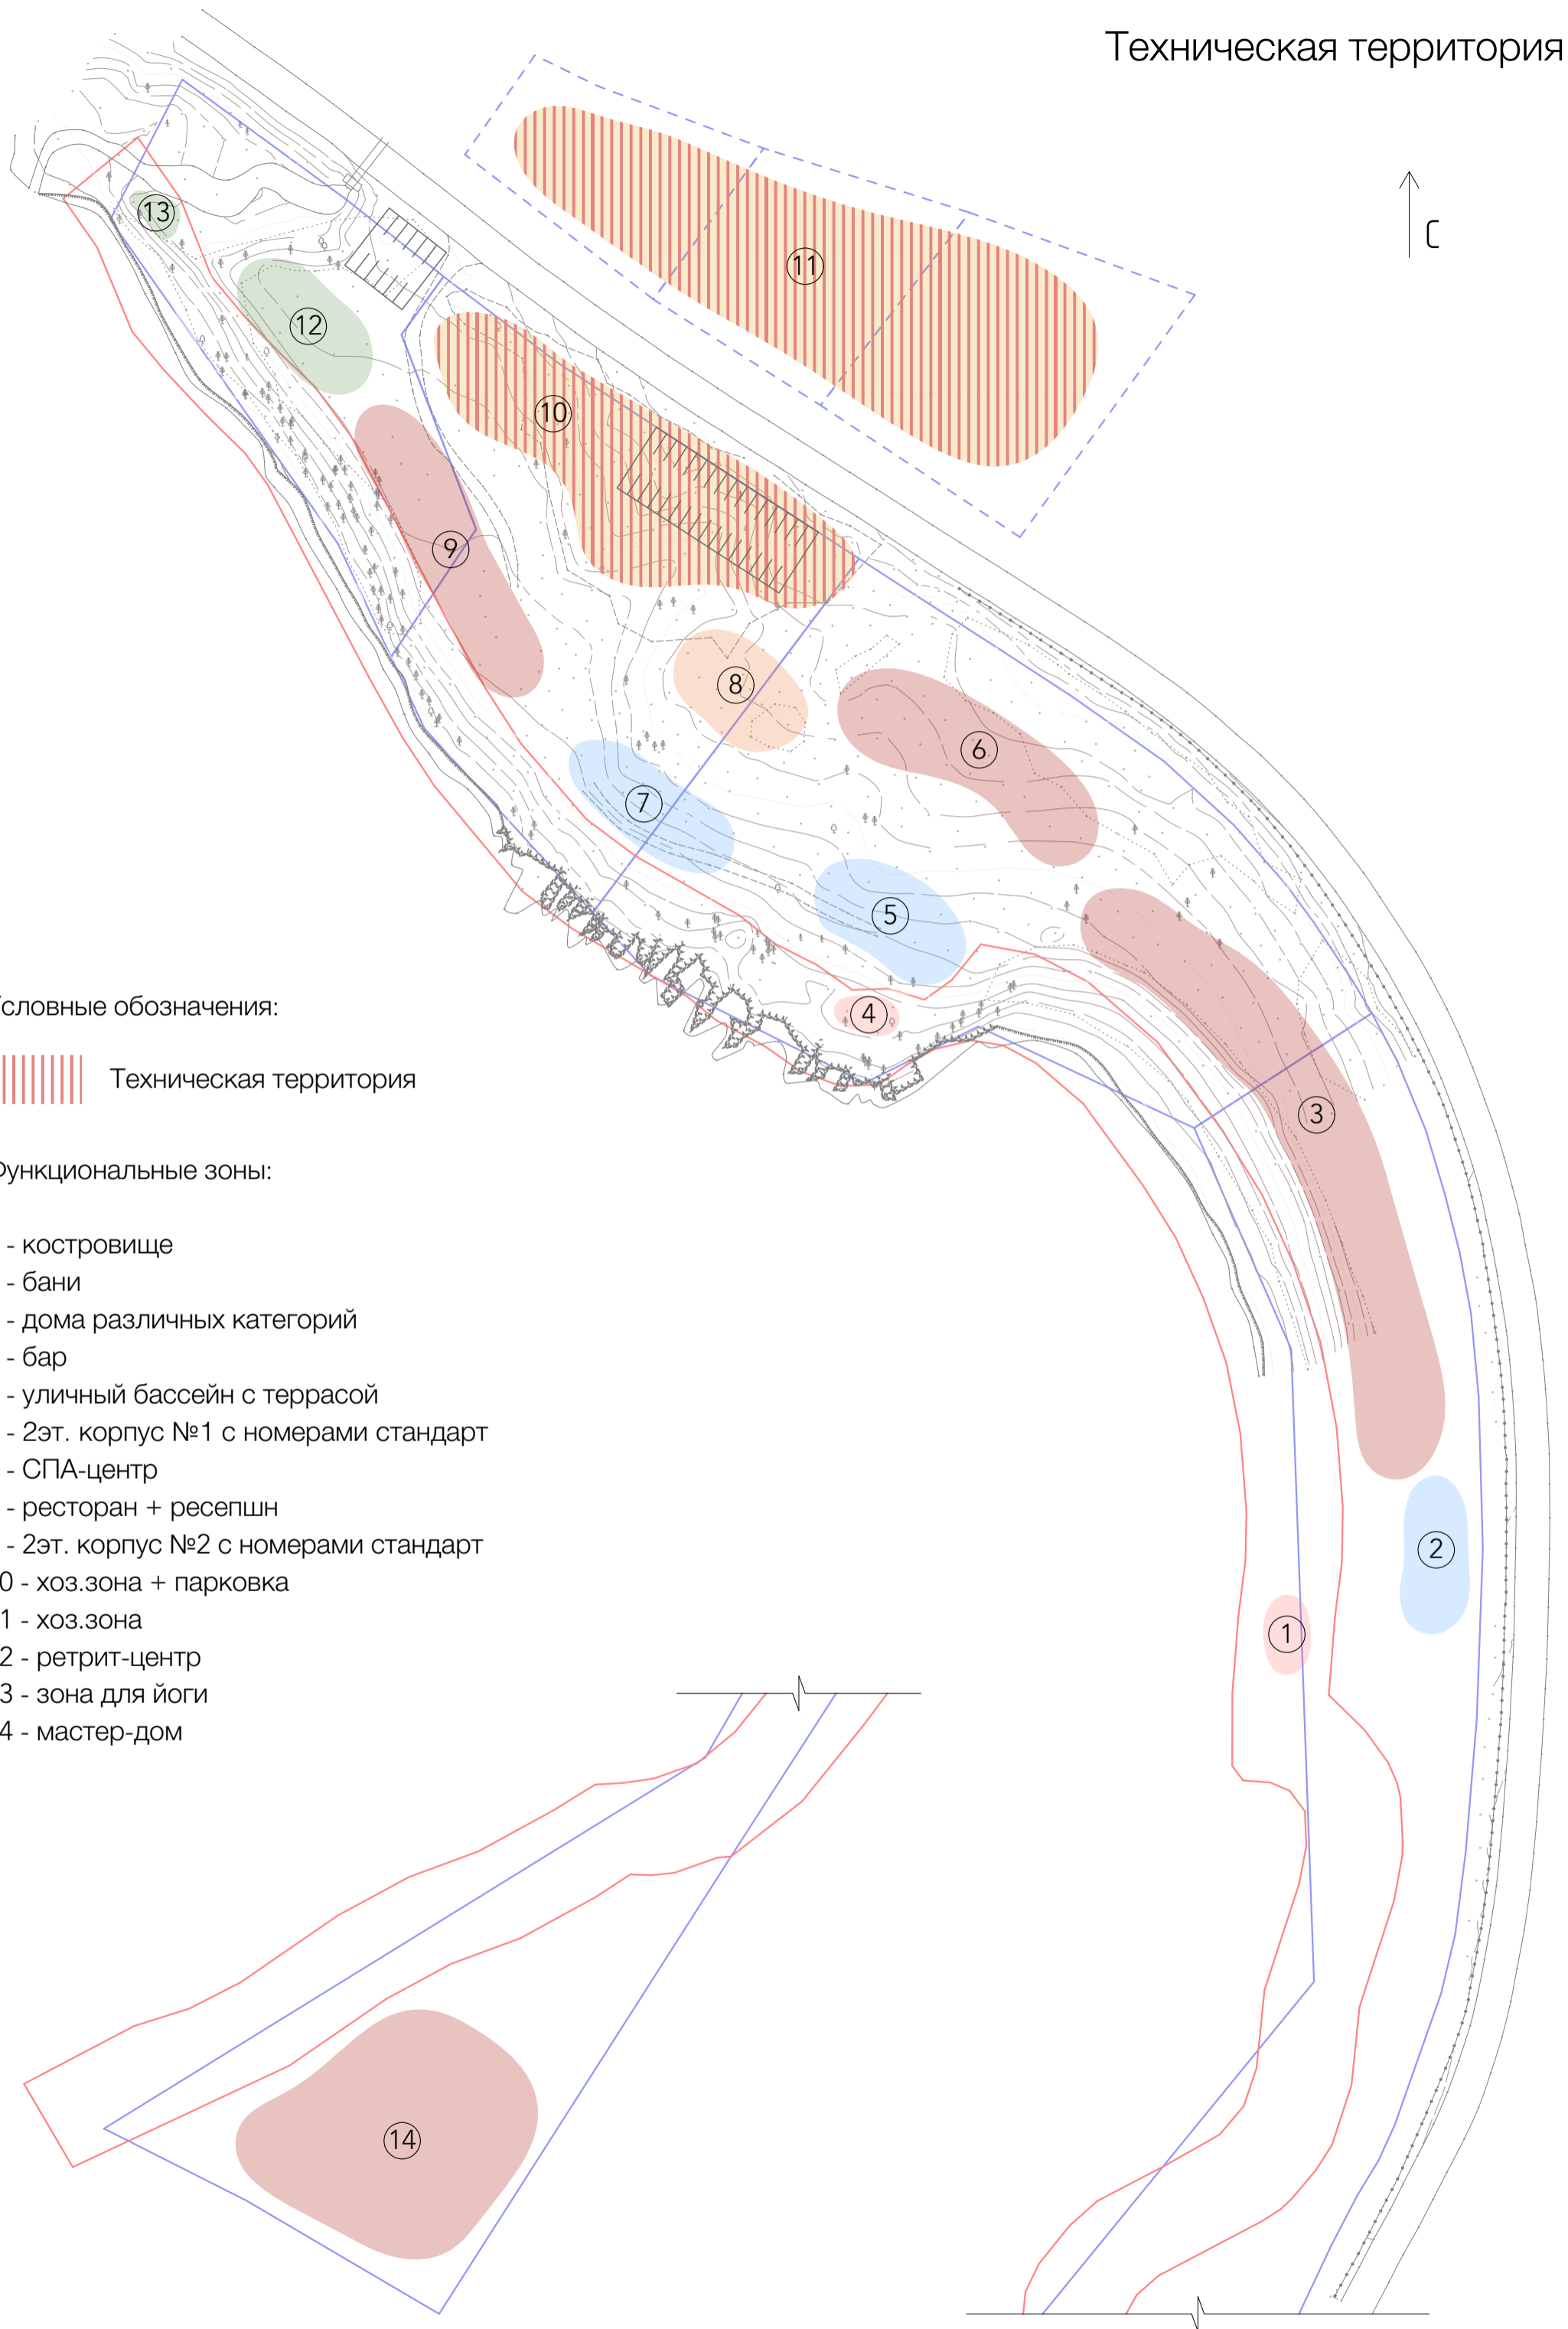 Техническая территория
С
словные обозначения:
Техническая территория
Функциональные зоны:
- костровище
- бани
- дома различных категорий
- бар
- уличный бассейн с террасой
- 2эт. корпус №1 с номерами стандарт
- СПА-центр
- ресторан + ресепшн
- 2эт. корпус №2 с номерами стандарт
0 - хоз.зона + парковка
1 - хоз.зона
2 - ретрит-центр
3 - зона для йоги
4 - мастер-дом
13
11
12
10
9
8
6
7
5
4
3
2
1
14